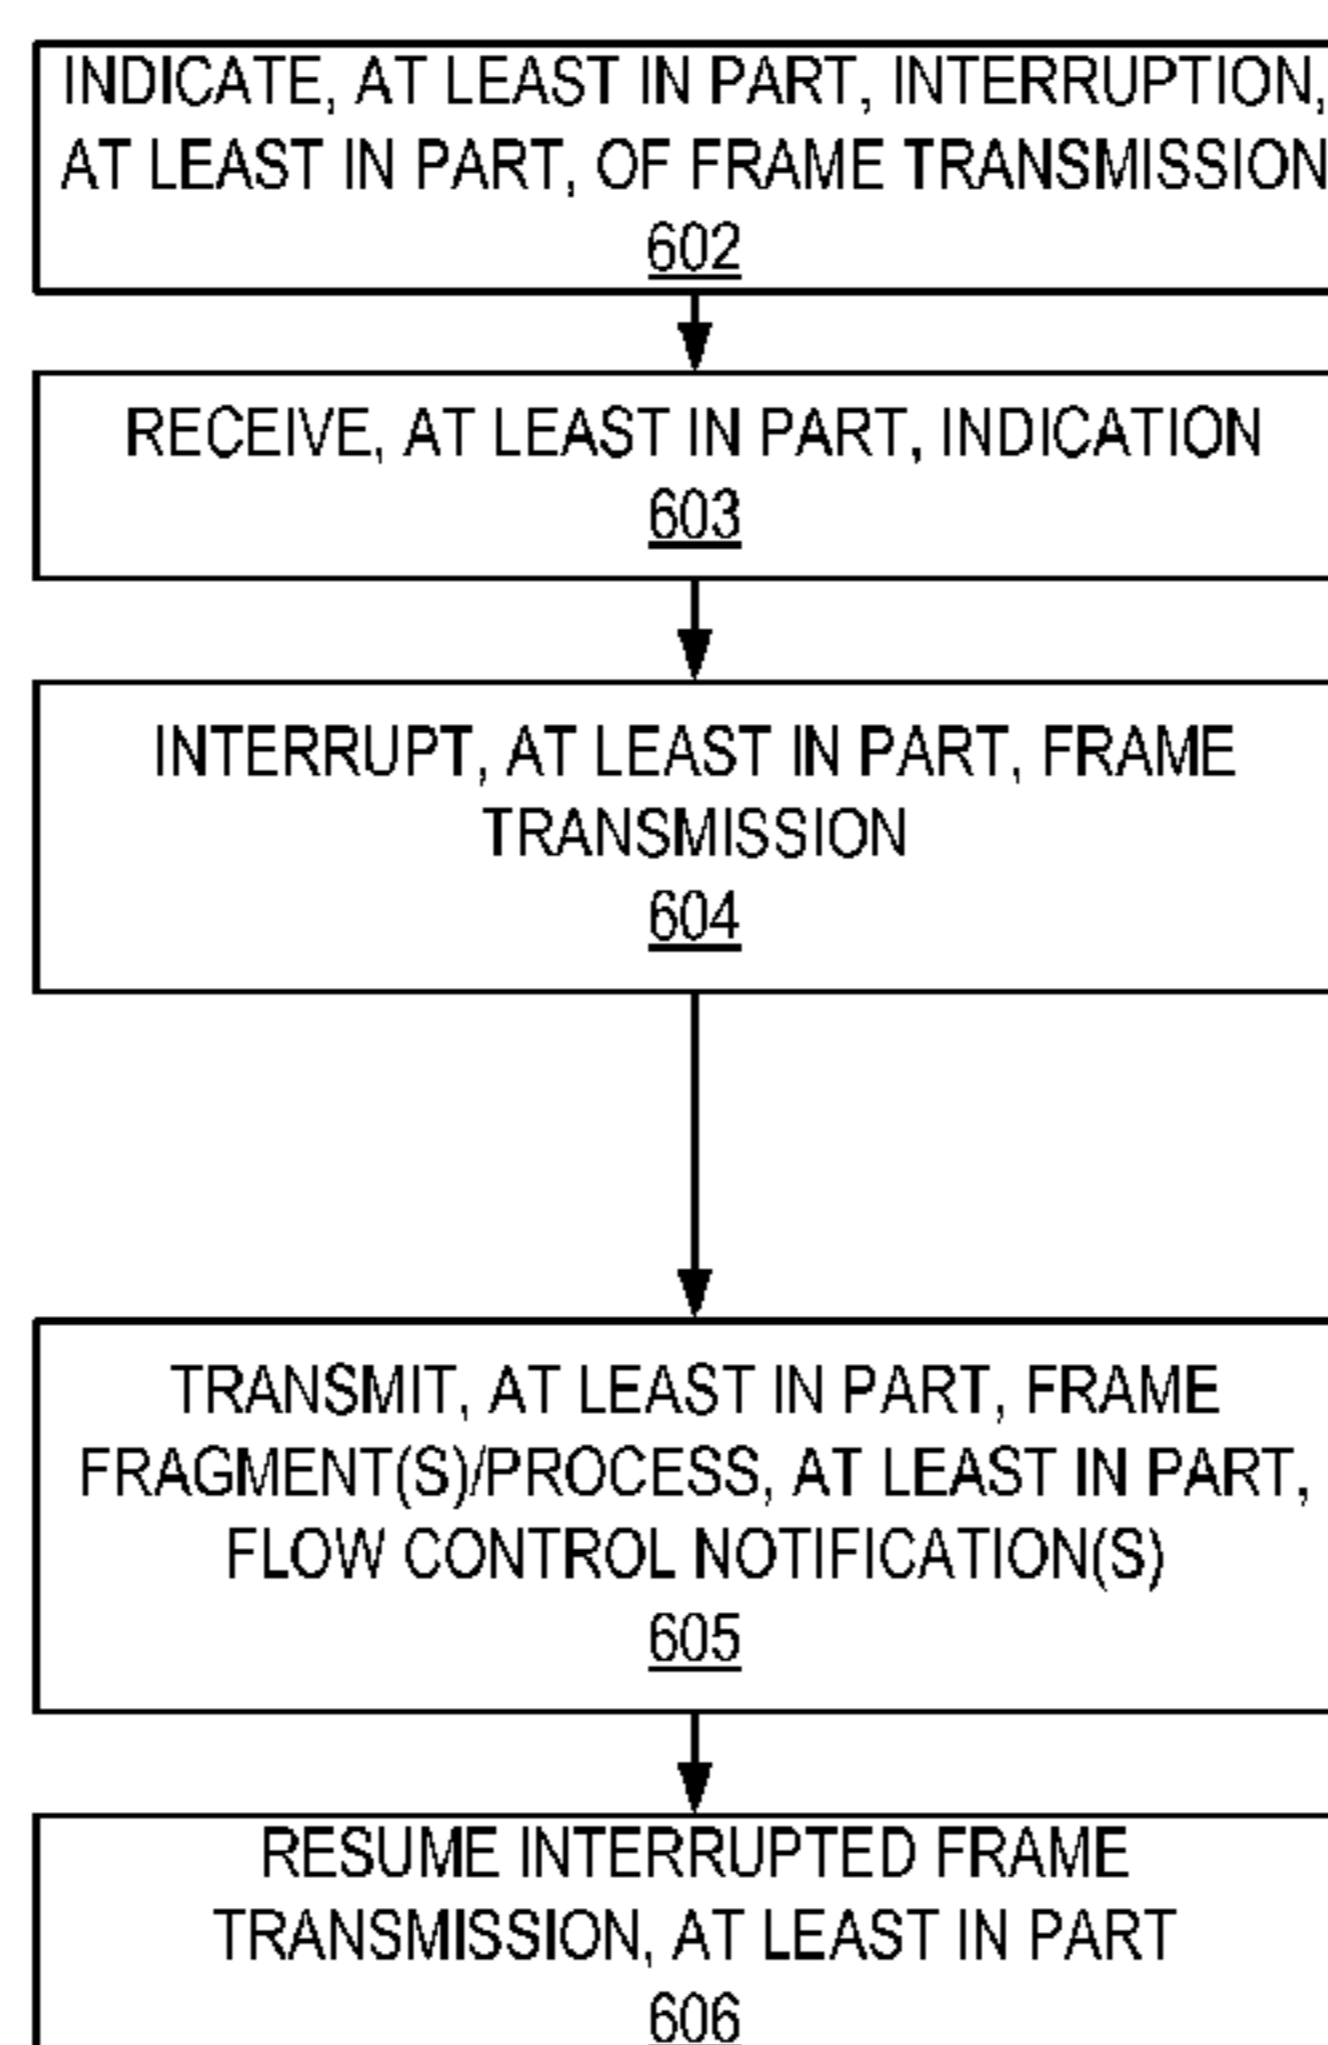 INDICATE, AT LEAST IN PART, INTERRUPTION,
AT LEAST IN PART, OF FRAME TRANSMISSION
602
RECEIVE, AT LEAST IN PART, INDICATION
603
INTERRUPT, AT LEAST IN PART, FRAME
TRANSMISSION
604
TRANSMIT, AT LEAST IN PART, FRAME
FRAGMENT(S)/PROCESS, AT LEAST IN PART,
FLOW CONTROL NOTIFICATION(S)
605
RESUME INTERRUPTED FRAME
TRANSMISSION, AT LEAST IN PART
606